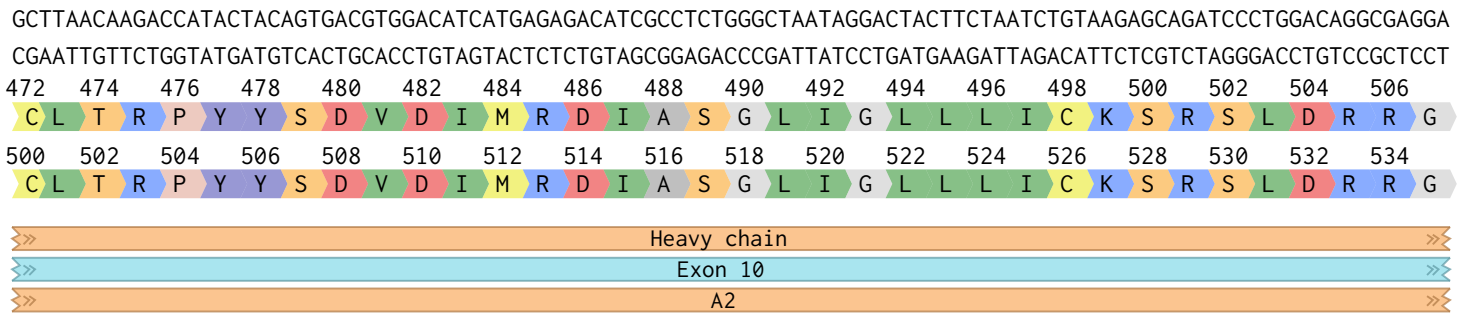 GCTTAACAAGACCATACTACAGTGACGTGGACATCATGAGAGACATCGCCTCTGGGCTAATAGGACTACTTCTAATCTGTAAGAGCAGATCCCTGGACAGGCGAGGA
CGAATTGTTCTGGTATGATGTCACTGCACCTGTAGTACTCTCTGTAGCGGAGACCCGATTATCCTGATGAAGATTAGACATTCTCGTCTAGGGACCTGTCCGCTCCT
472 474 476 478 480 482 484 486 488 490 492 494 496 498 500 502 504 506
C L T R P Y Y S D V D I M R D I A S G L I G L L L I C K S R S L D R R G
500 502 504 506 508 510 512 514 516 518 520 522 524 526 528 530 532 534
C L T R P Y Y S D V D I M R D I A S G L I G L L L I C K S R S L D R R G
Heavy chain
Exon 10
A2